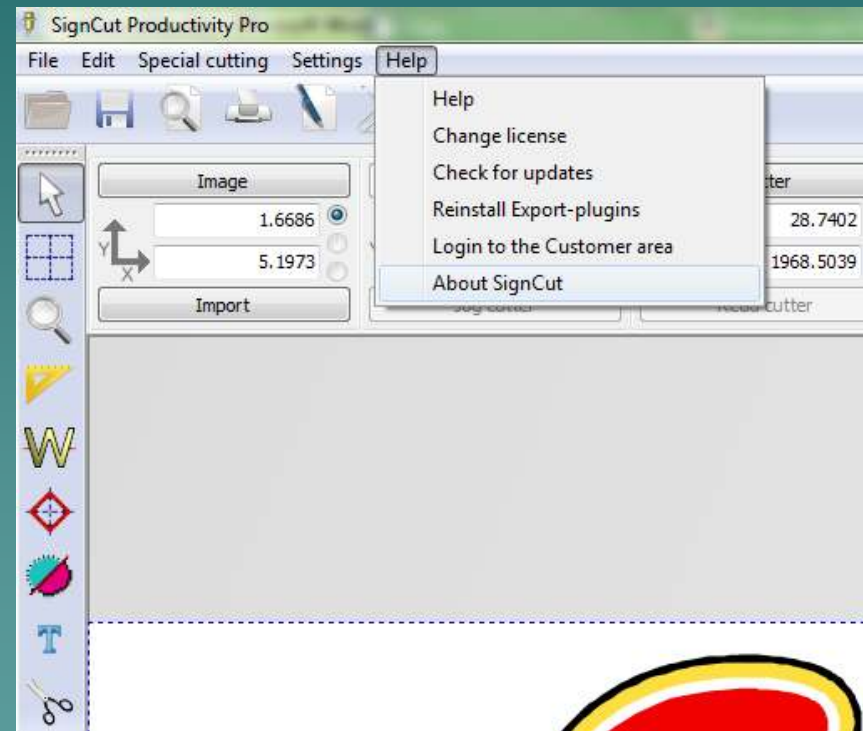 SignCut Productivity Pro
File Edit Special cutting Settings Help
Help
Change license
Check for updates
Reinstall Export-plugins
Login to the Customer area
About SignCut
Image
1.6686
28.7402
Y
X
5.1973
1968.5039
Import
cutter
W
T